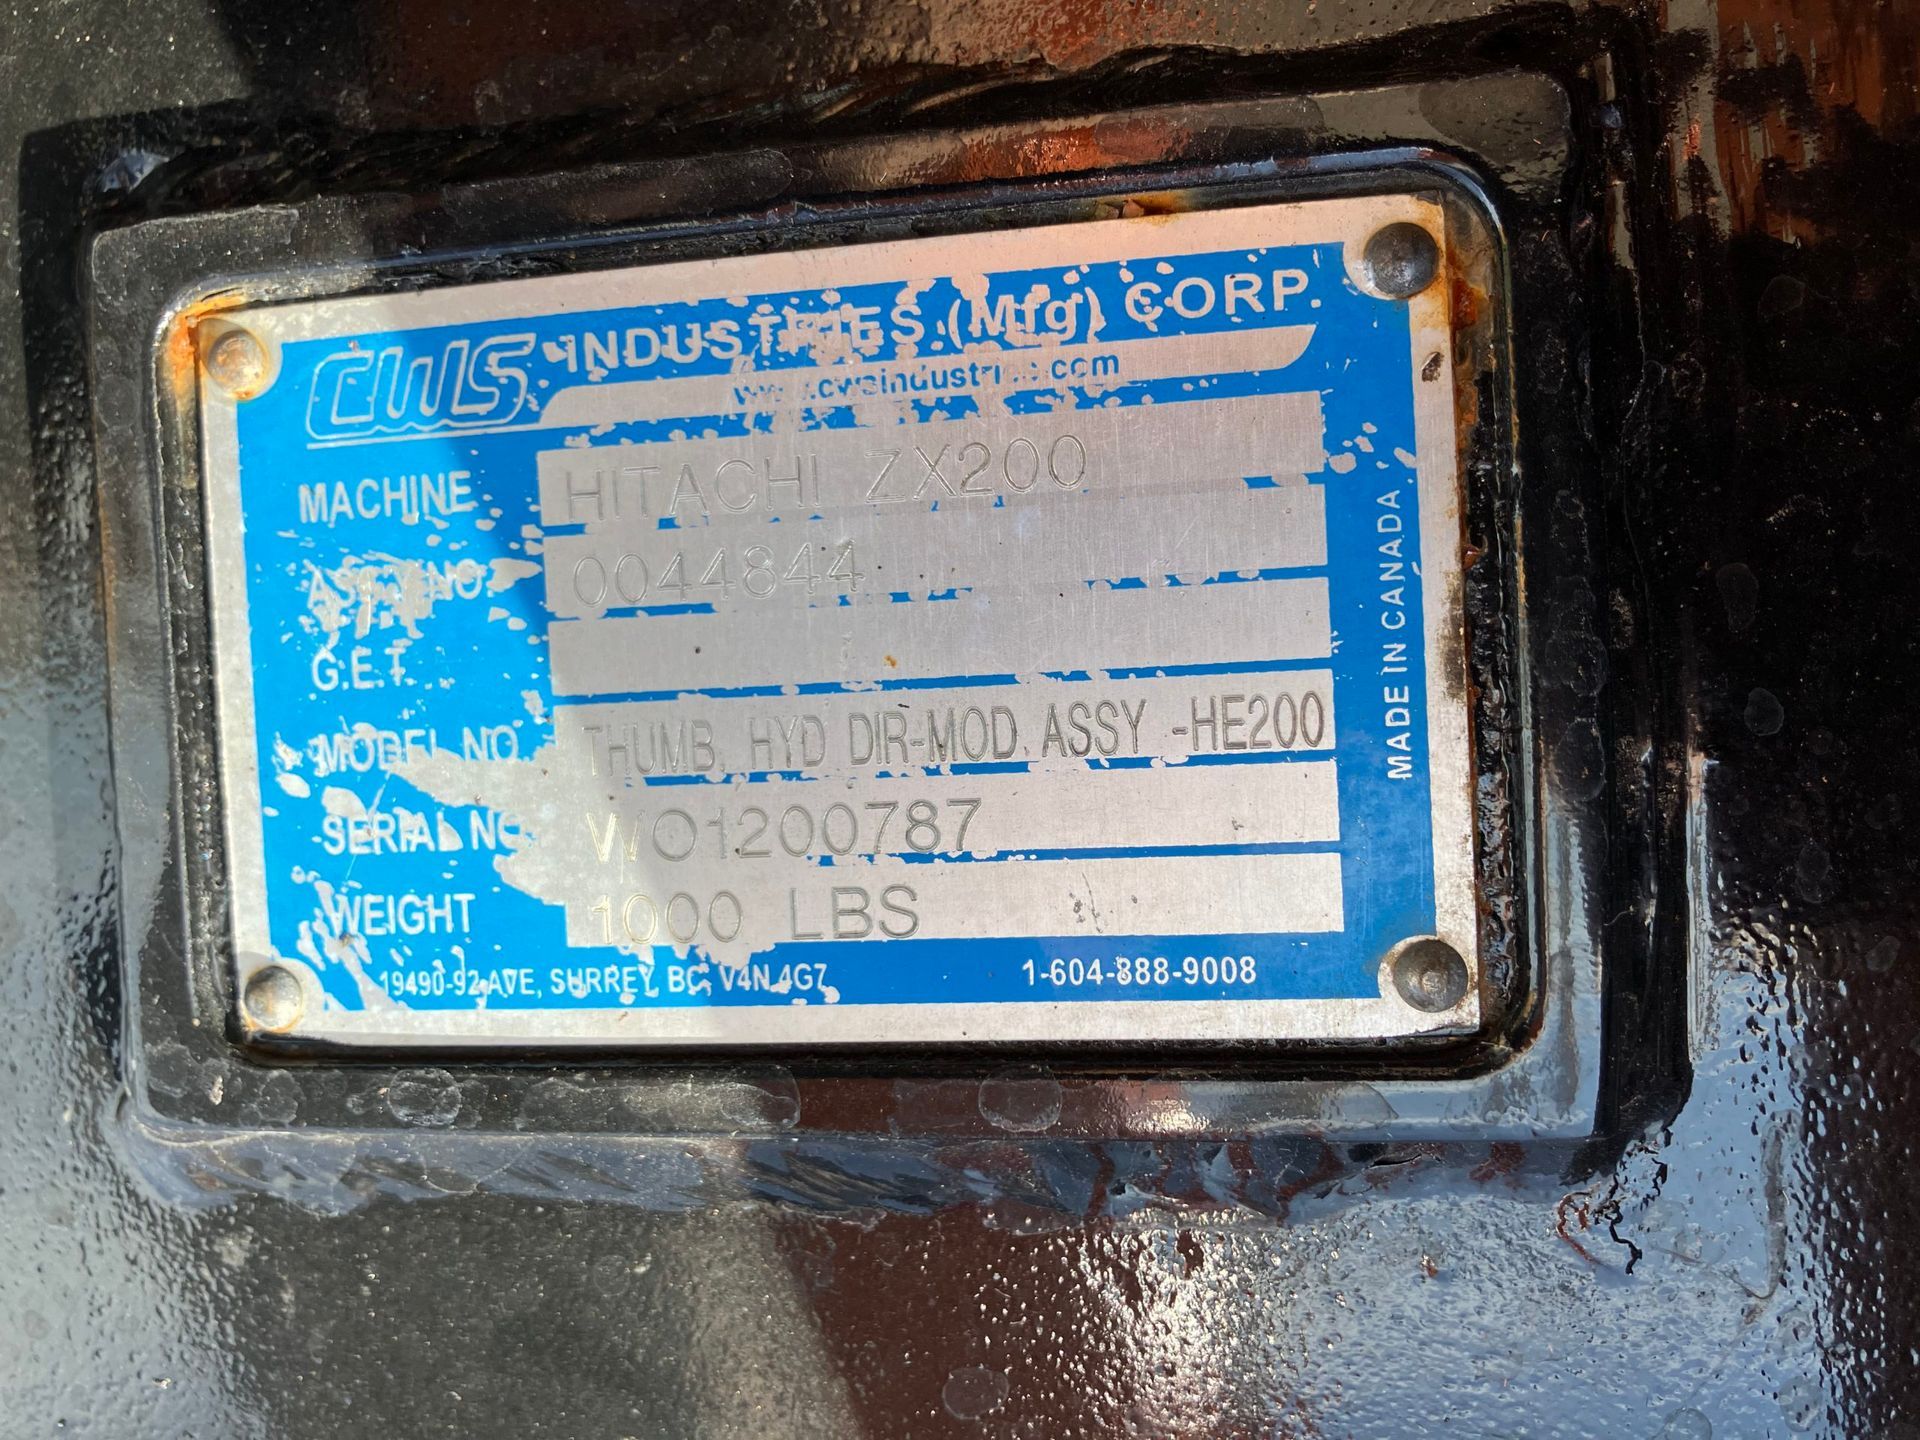 CWS INDUSTRIES (Mfg) CORP.
www.cwsindustries.com
MACHINE HITACHI ZX200
ASS'Y NO. 0044844
G.E.T.
MODEL NO. THUMB, HYD DIR-MOD. ASSY -HE200
SERIAL NO. WO1200787
WEIGHT 1000 LBS
19490-92 AVE, SURREY, BC, V4N 4G7 1-604-888-9008
MADE IN CANADA